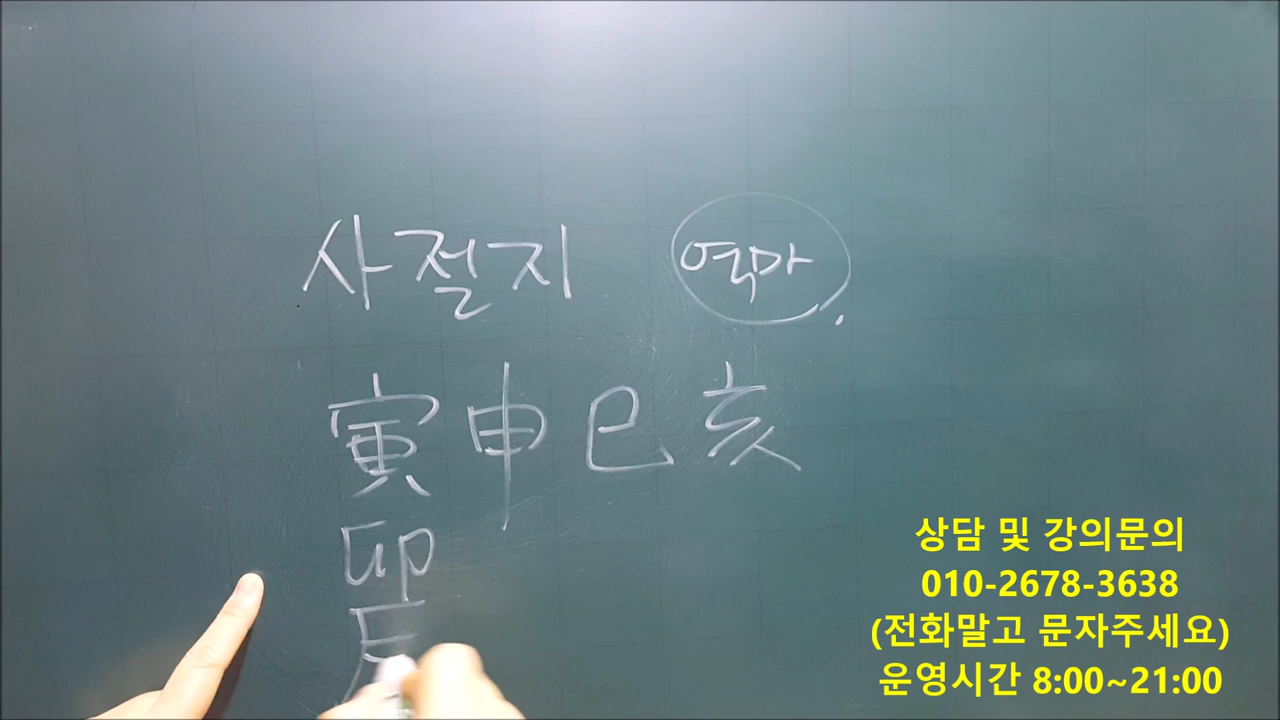 사절지 역마
寅申巳亥
卯
상담 및 강의문의
010-2678-3638
(전화말고 문자주세요)
운영시간 8:00~21:00